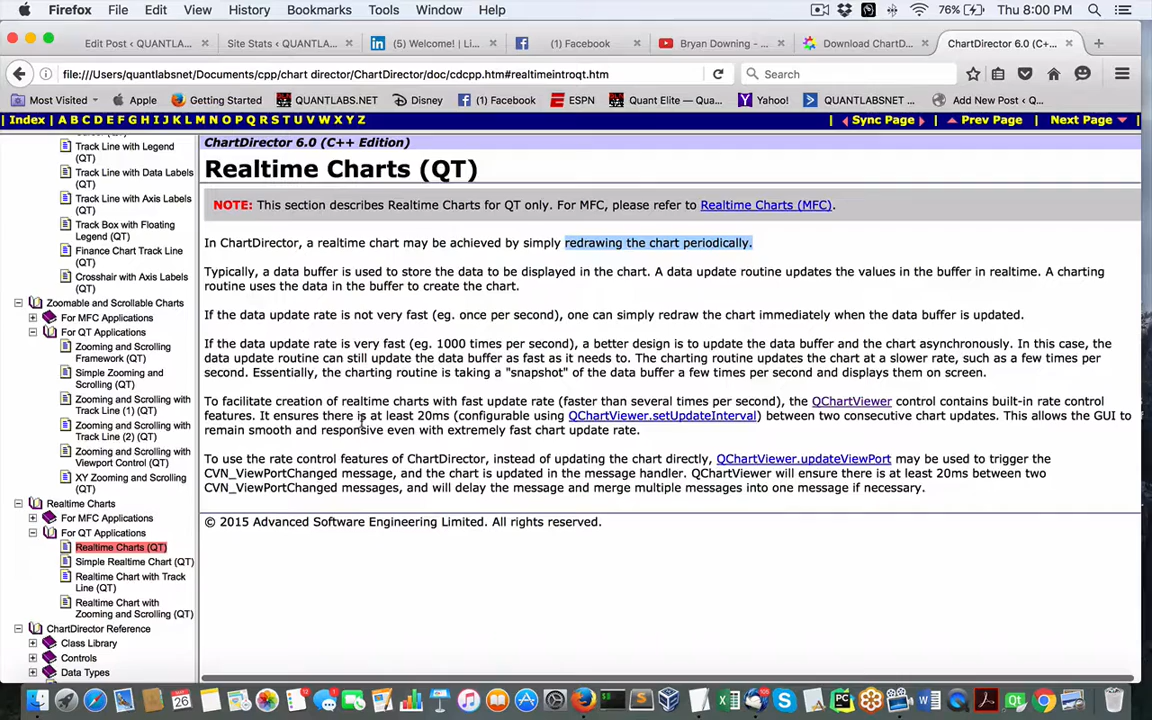 Firefox File Edit View History Bookmarks Tools Window Help 76% Thu 8:00 PM
Edit Post ‹ QUANTLA... Site Stats ‹ QUANTLA... (5) Welcome! | Li... (1) Facebook Bryan Downing - ... Download ChartD... ChartDirector 6.0 (C+...
file:///Users/quantlabsnet/Documents/cpp/chart director/ChartDirector/doc/cdcpp.htm#realtimeintroqt.htm Search
Most Visited Apple Getting Started QUANTLABS.NET Disney (1) Facebook ESPN Quant Elite — Qua... Yahoo! QUANTLABSNET M... Add New Post ‹ Q...
| Index | A B C D E F G H I J K L M N O P Q R S T U V W X Y Z | Sync Page | Prev Page | Next Page |
Track Line with Legend
(QT)
Track Line with Data Labels
(QT)
Track Line with Axis Labels
(QT)
Track Box with Floating
Legend (QT)
Finance Chart Track Line
(QT)
Crosshair with Axis Labels
(QT)
Zoomable and Scrollable Charts
For MFC Applications
For QT Applications
Zooming and Scrolling
Framework (QT)
Simple Zooming and
Scrolling (QT)
Zooming and Scrolling with
Track Line (1) (QT)
Zooming and Scrolling with
Track Line (2) (QT)
Zooming and Scrolling with
Viewport Control (QT)
XY Zooming and Scrolling
(QT)
Realtime Charts
For MFC Applications
For QT Applications
Realtime Charts (QT)
Simple Realtime Chart (QT)
Realtime Chart with Track
Line (QT)
Realtime Chart with
Zooming and Scrolling (QT)
ChartDirector Reference
Class Library
Controls
Data Types
ChartDirector 6.0 (C++ Edition)
Realtime Charts (QT)
NOTE: This section describes Realtime Charts for QT only. For MFC, please refer to Realtime Charts (MFC).
In ChartDirector, a realtime chart may be achieved by simply redrawing the chart periodically.
Typically, a data buffer is used to store the data to be displayed in the chart. A data update routine updates the values in the buffer in realtime. A charting
routine uses the data in the buffer to create the chart.
If the data update rate is not very fast (eg. once per second), one can simply redraw the chart immediately when the data buffer is updated.
If the data update rate is very fast (eg. 1000 times per second), a better design is to update the data buffer and the chart asynchronously. In this case, the
data update routine can still update the data buffer as fast as it needs to. The charting routine updates the chart at a slower rate, such as a few times per
second. Essentially, the charting routine is taking a "snapshot" of the data buffer a few times per second and displays them on screen.
To facilitate creation of realtime charts with fast update rate (faster than several times per second), the QChartViewer control contains built-in rate control
features. It ensures there is at least 20ms (configurable using QChartViewer.setUpdateInterval) between two consecutive chart updates. This allows the GUI to
remain smooth and responsive even with extremely fast chart update rate.
To use the rate control features of ChartDirector, instead of updating the chart directly, QChartViewer.updateViewPort may be used to trigger the
CVN_ViewPortChanged message, and the chart is updated in the message handler. QChartViewer will ensure there is at least 20ms between two
CVN_ViewPortChanged messages, and will delay the message and merge multiple messages into one message if necessary.
© 2015 Advanced Software Engineering Limited. All rights reserved.